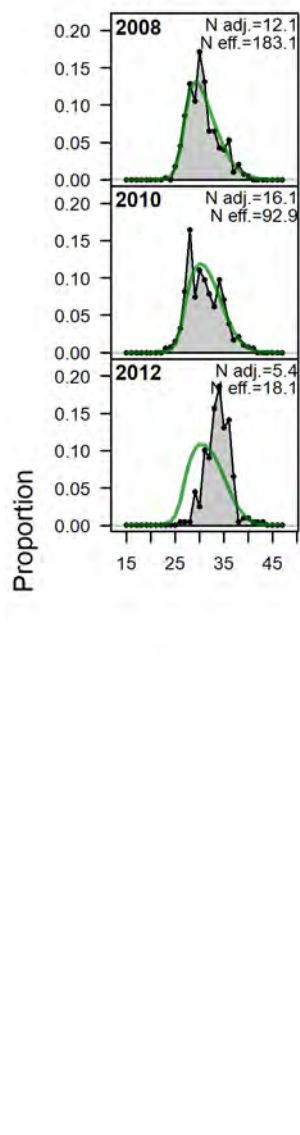 2008
N adj.=12.1
N eff.=183.1
0.20
0.15
0.10
0.05
0.00
2010
N adj.=16.1
N eff.=92.9
0.20
0.15
0.10
0.05
0.00
2012
N adj.=5.4
N eff.=18.1
0.20
0.15
0.10
0.05
0.00
15 25 35 45
Proportion